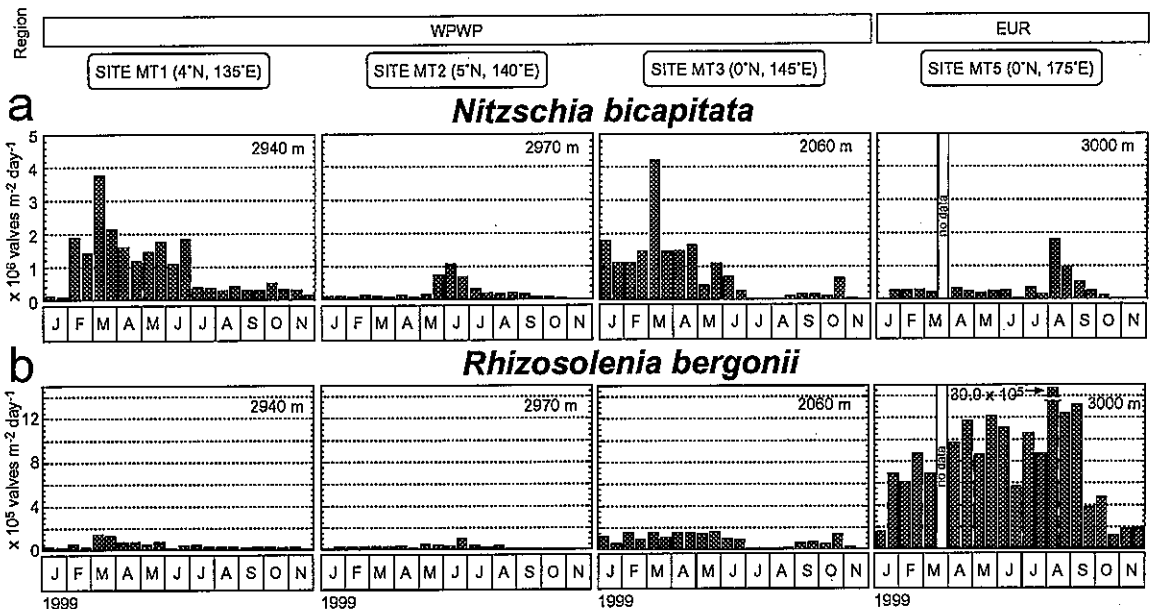 Region
WPWP EUR
SITE MT1 (4°N, 135°E) SITE MT2 (5°N, 140°E) SITE MT3 (0°N, 145°E) SITE MT5 (0°N, 175°E)
a Nitzschia bicapitata
x 10⁶ valves m⁻² day⁻¹
5
4
3
2
1
0
2940 m 2970 m 2060 m 3000 m
no data
J F M A M J J A S O N J F M A M J J A S O N J F M A M J J A S O N J F M A M J J A S O N
b Rhizosolenia bergonii
x 10⁵ valves m⁻² day⁻¹
12
8
4
0
30.0 x 10⁵
2940 m 2970 m 2060 m 3000 m
no data
J F M A M J J A S O N J F M A M J J A S O N J F M A M J J A S O N J F M A M J J A S O N
1999 1999 1999 1999